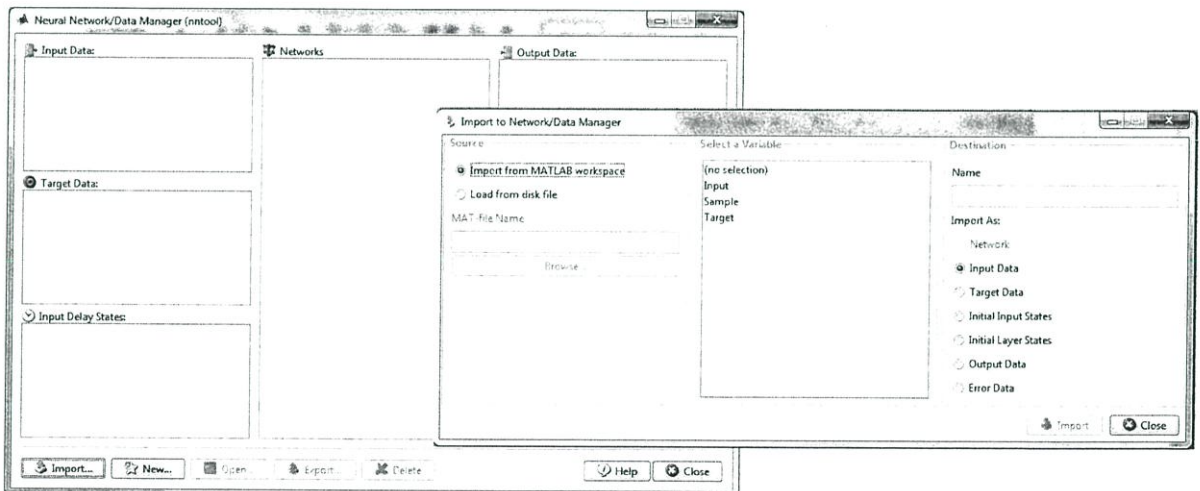 Neural Network/Data Manager (nntool)
Input Data:
Networks
Output Data:
Target Data:
Input Delay States:
Import...
New...
Open...
Export...
Delete
Help
Close
Import to Network/Data Manager
Source
Import from MATLAB workspace
Load from disk file
MAT-file Name
Browse...
Select a Variable
(no selection)
Input
Sample
Target
Destination
Name
Import As:
Network
Input Data
Target Data
Initial Input States
Initial Layer States
Output Data
Error Data
Import
Close